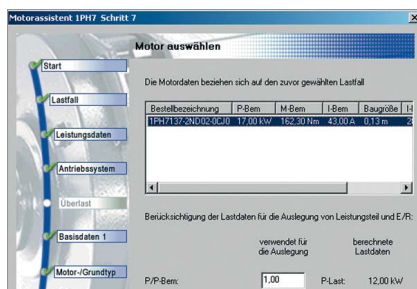 Motorassistent 1PH7 Schritt 7
Motor auswählen
Start
Die Motordaten beziehen sich auf den zuvor gewählten Lastfall
Lastfall
Bestellbezeichnung P-Bem M-Bem I-Bem Baugröße
1PH7137-2ND02-0CJ0 17,00 kW 162,30 Nm 43,00 A 0,13 m
Leistungsdaten
Antriebssystem
Überlast
Berücksichtigung der Lastdaten für die Auslegung von Leistungsteil und E/R:
Basisdaten 1
verwendet für die Auslegung
berechnete Lastdaten
Motor-/Grundtyp
P/P-Bem: 1,00 P-Last: 12,00 kW